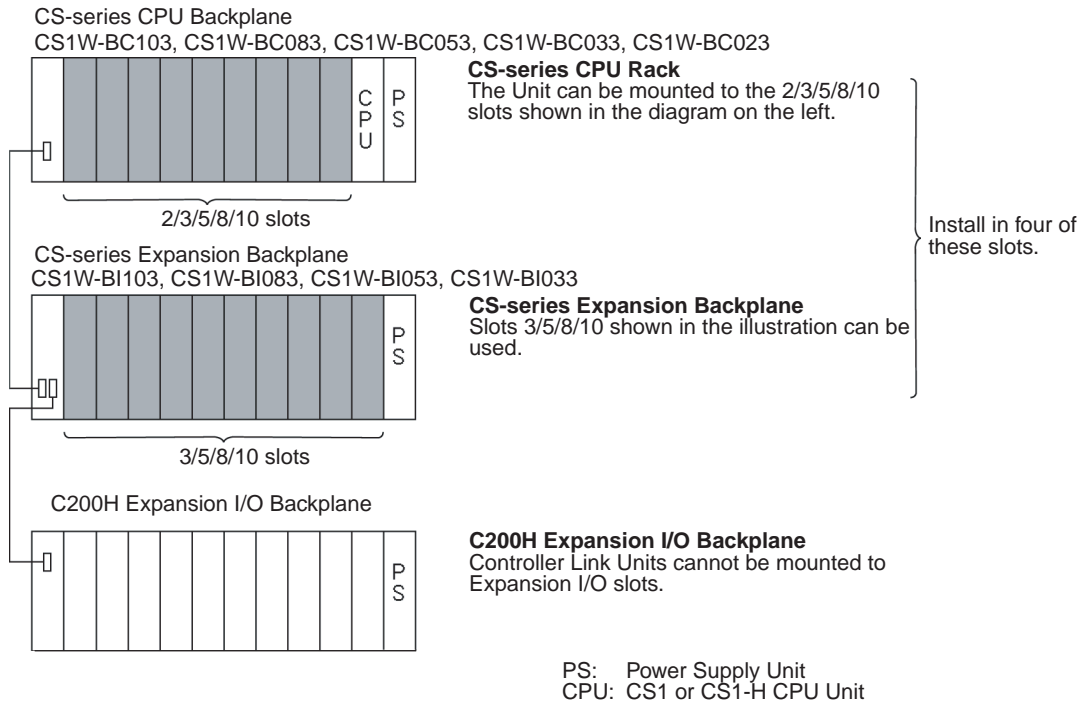 CS-series CPU Backplane
CS1W-BC103, CS1W-BC083, CS1W-BC053, CS1W-BC033, CS1W-BC023
CPU
PS
CS-series CPU Rack
The Unit can be mounted to the 2/3/5/8/10
slots shown in the diagram on the left.
2/3/5/8/10 slots
Install in four of
these slots.
CS-series Expansion Backplane
CS1W-BI103, CS1W-BI083, CS1W-BI053, CS1W-BI033
PS
CS-series Expansion Backplane
Slots 3/5/8/10 shown in the illustration can be
used.
3/5/8/10 slots
C200H Expansion I/O Backplane
PS
C200H Expansion I/O Backplane
Controller Link Units cannot be mounted to
Expansion I/O slots.
PS: Power Supply Unit
CPU: CS1 or CS1-H CPU Unit